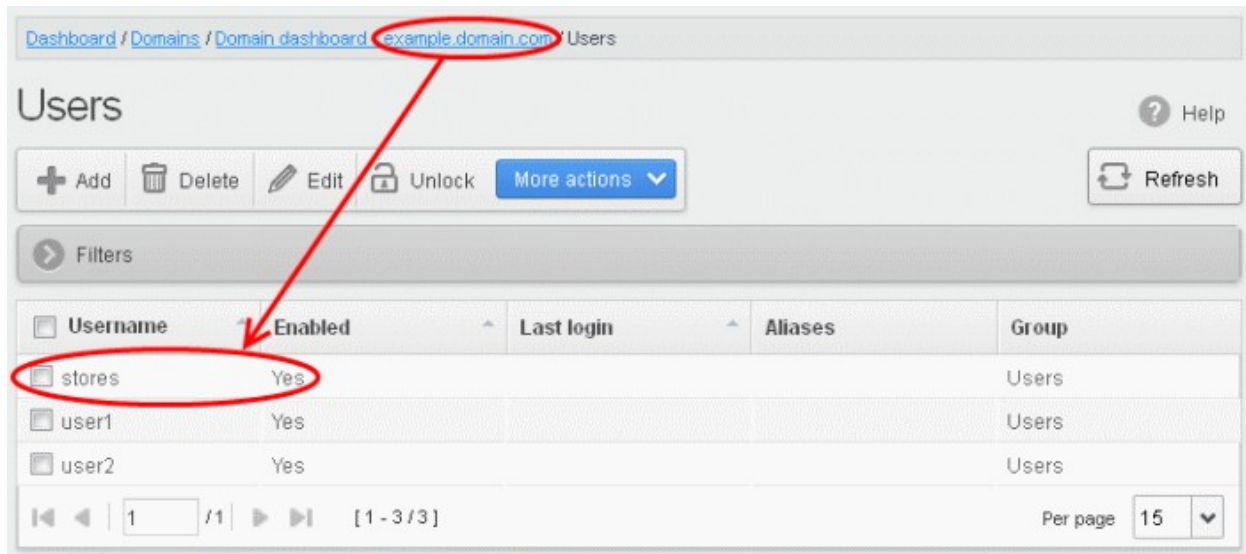 Dashboard / Domains / Domain dashboard - example.domain.com / Users
Users
Help
Add Delete Edit Unlock More actions
Refresh
Filters
Username Enabled Last login Aliases Group
stores Yes Users
user1 Yes Users
user2 Yes Users
1 /1 [ 1 - 3 / 3 ] Per page 15